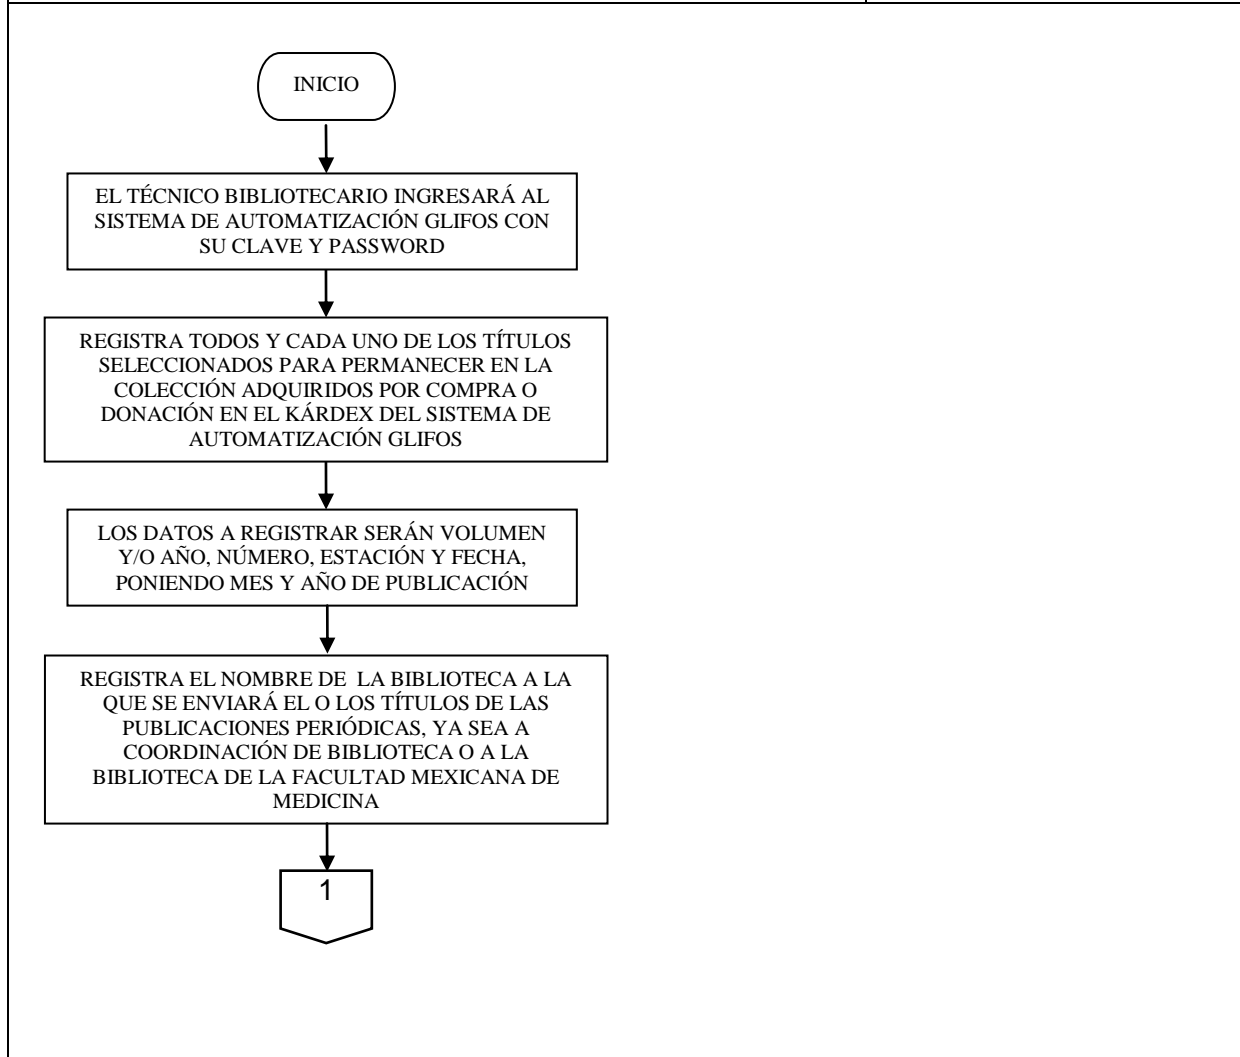 INICIO
EL TÉCNICO BIBLIOTECARIO INGRESARÁ AL
SISTEMA DE AUTOMATIZACIÓN GLIFOS CON
SU CLAVE Y PASSWORD
REGISTRA TODOS Y CADA UNO DE LOS TÍTULOS
SELECCIONADOS PARA PERMANECER EN LA
COLECCIÓN ADQUIRIDOS POR COMPRA O
DONACIÓN EN EL KÁRDEX DEL SISTEMA DE
AUTOMATIZACIÓN GLIFOS
LOS DATOS A REGISTRAR SERÁN VOLUMEN
Y/O AÑO, NÚMERO, ESTACIÓN Y FECHA,
PONIENDO MES Y AÑO DE PUBLICACIÓN
REGISTRA EL NOMBRE DE  LA BIBLIOTECA A LA
QUE SE ENVIARÁ EL O LOS TÍTULOS DE LAS
PUBLICACIONES PERIÓDICAS, YA SEA A
COORDINACIÓN DE BIBLIOTECA O A LA
BIBLIOTECA DE LA FACULTAD MEXICANA DE
MEDICINA
1